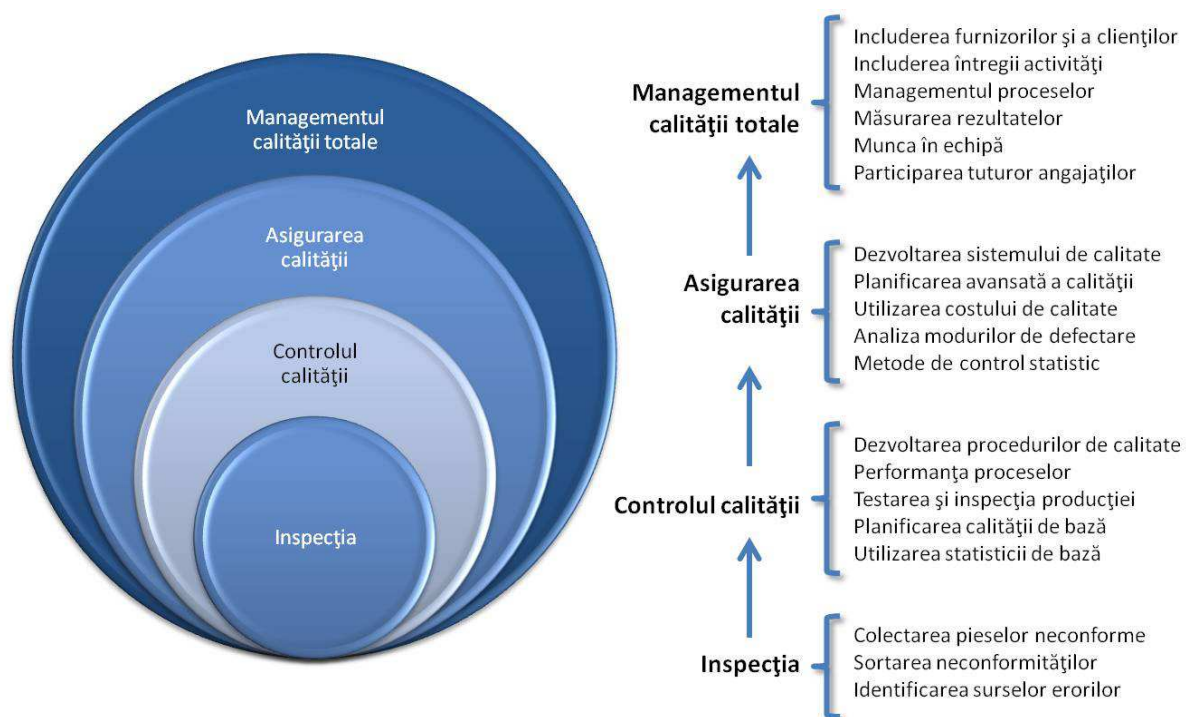 Managementul
calităţii totale
Asigurarea
calităţii
Controlul
calităţii
Inspecţia
Managementul
calităţii totale
Includerea furnizorilor şi a clienţilor
Includerea întregii activităţi
Managementul proceselor
Măsurarea rezultatelor
Munca în echipă
Participarea tuturor angajaţilor
Asigurarea
calităţii
Dezvoltarea sistemului de calitate
Planificarea avansată a calităţii
Utilizarea costului de calitate
Analiza modurilor de defectare
Metode de control statistic
Controlul calităţii
Dezvoltarea procedurilor de calitate
Performanţa proceselor
Testarea şi inspecţia producţiei
Planificarea calităţii de bază
Utilizarea statisticii de bază
Inspecţia
Colectarea pieselor neconforme
Sortarea neconformităţilor
Identificarea surselor erorilor